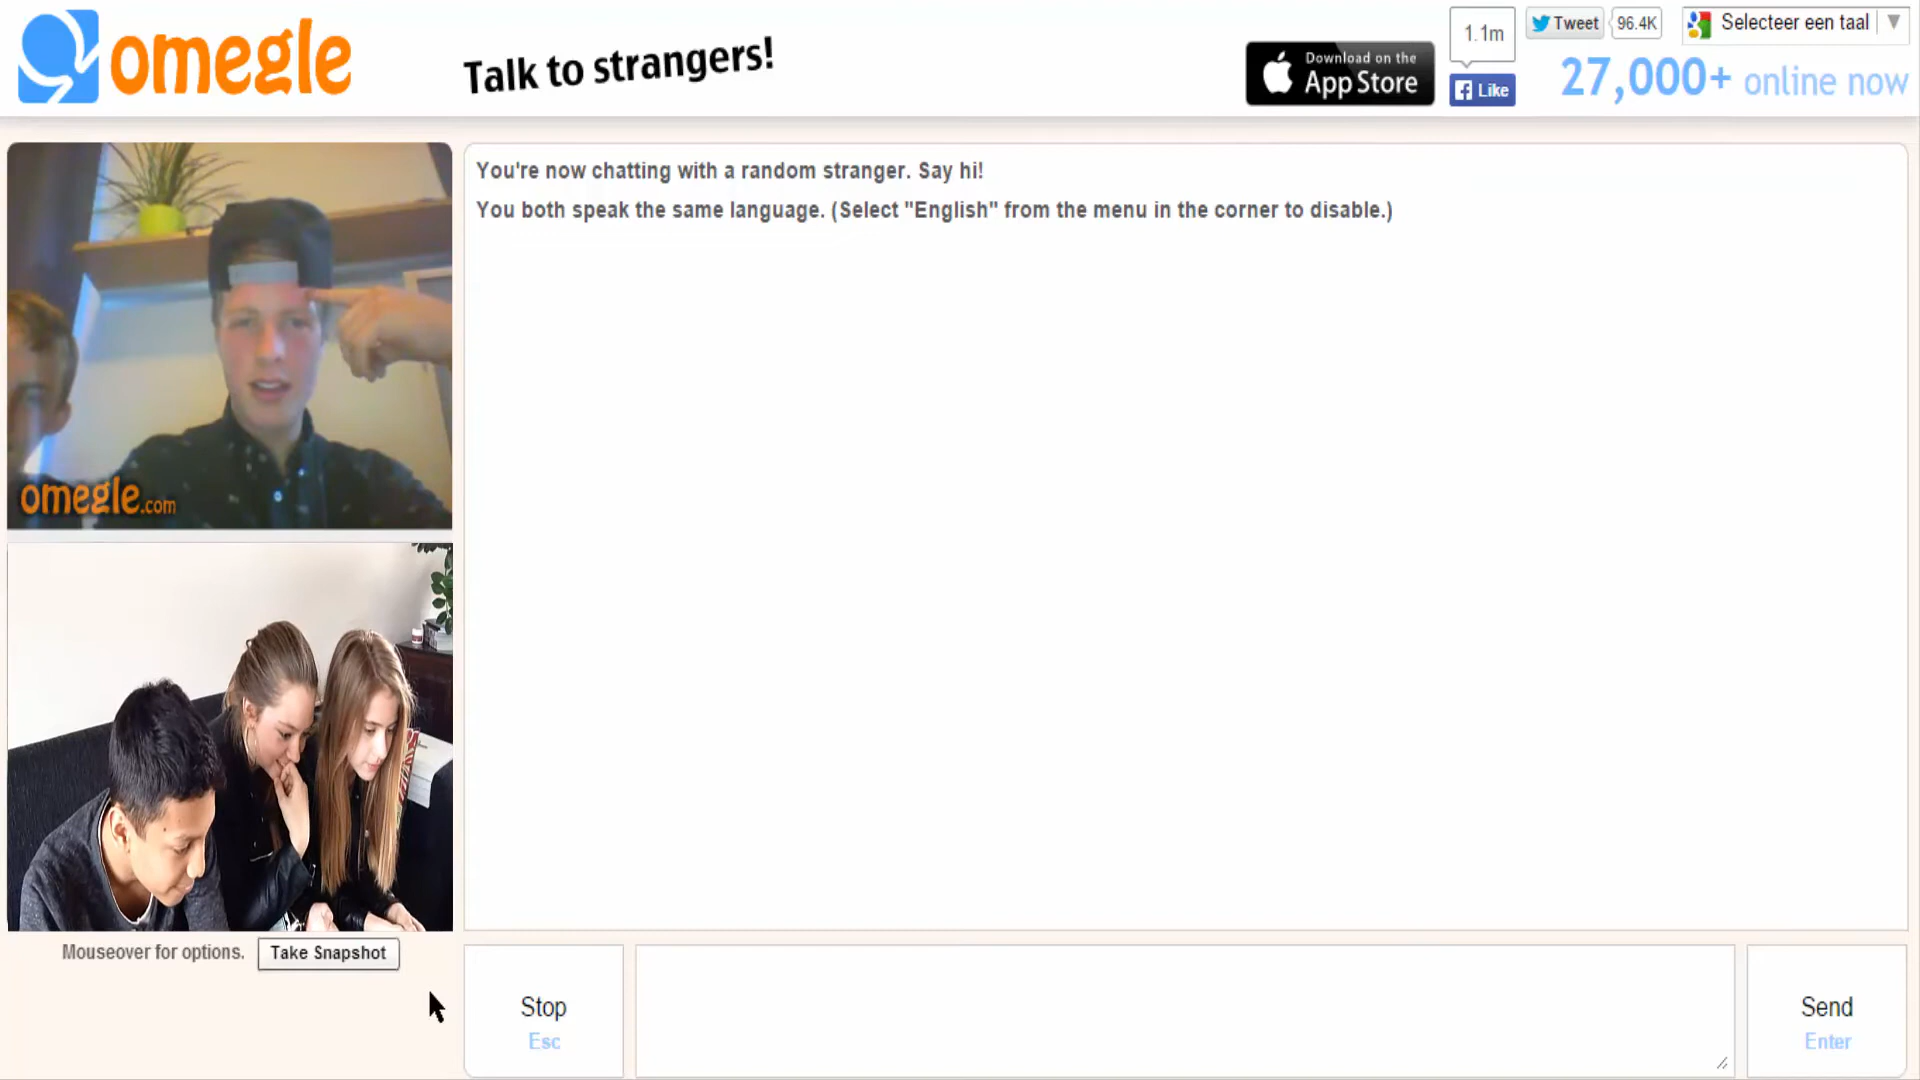 omegle
Talk to strangers!
Download on the
App Store
1.1m
Like
Tweet
96.4K
Selecteer een taal
27,000+ online now
omegle.com
You're now chatting with a random stranger. Say hi!
You both speak the same language. (Select "English" from the menu in the corner to disable.)
Mouseover for options.
Take Snapshot
Stop
Esc
Send
Enter